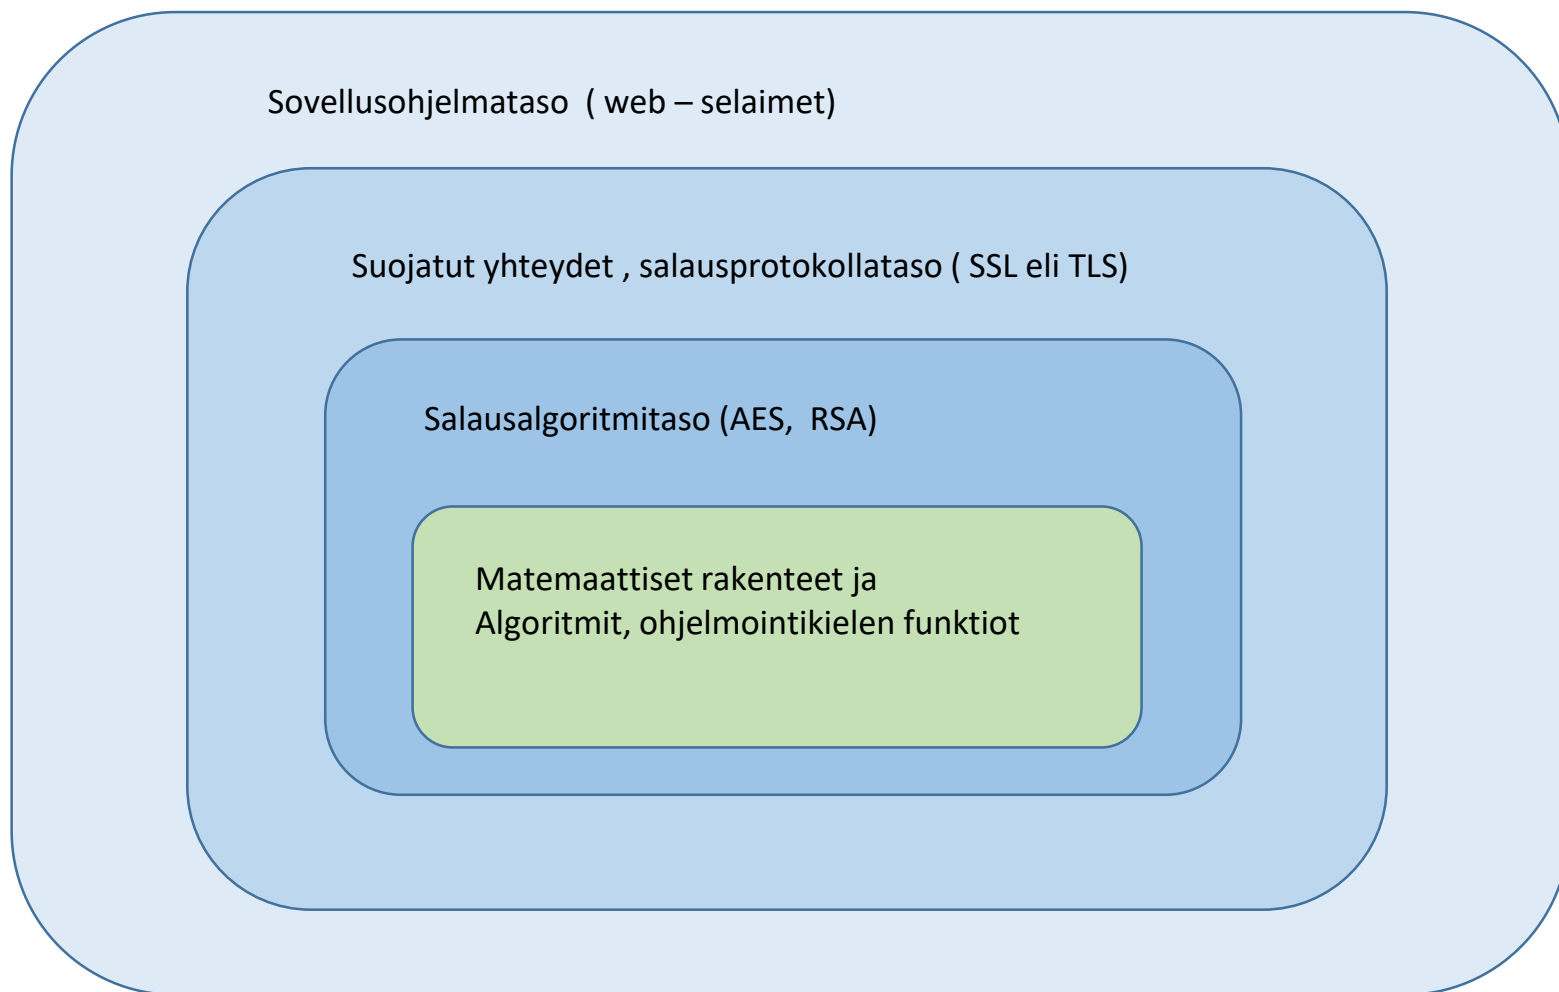 Sovellusohjelmataso  ( web – selaimet)
Suojatut yhteydet , salausprotokollataso ( SSL eli TLS)
Salausalgoritmitaso (AES,  RSA)
Matemaattiset rakenteet ja
Algoritmit, ohjelmointikielen funktiot